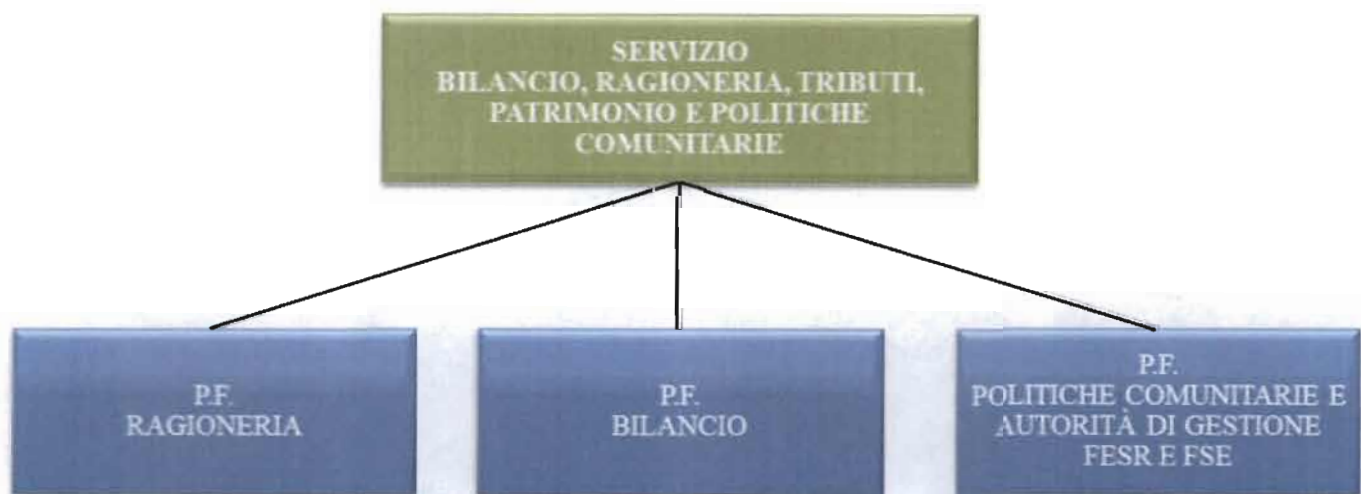 SERVIZIO
BILANCIO, RAGIONERIA, TRIBUTI,
PATRIMONIO E POLITICHE
COMUNITARIE
P.F.
RAGIONERIA
P.F.
BILANCIO
P.F.
POLITICHE COMUNITARIE E
AUTORITÀ DI GESTIONE
FESR E FSE